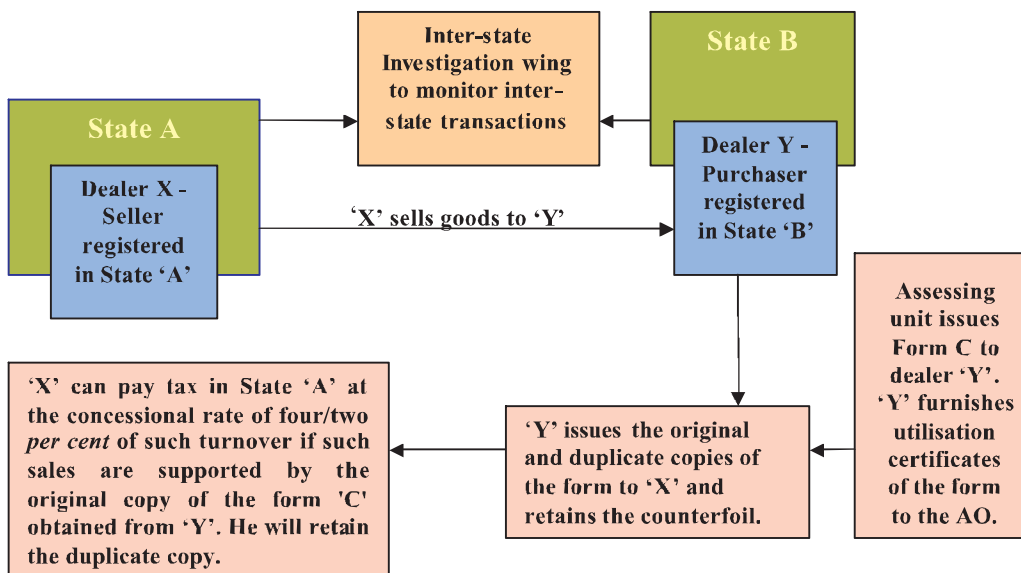 Inter-state
Investigation wing
to monitor inter-
state transactions
State B
State A
Dealer X -
Seller
registered
in State ‘A’
‘X’ sells goods to ‘Y’
Dealer Y -
Purchaser
registered
in State ‘B’
Assessing
unit issues
Form C to
dealer ‘Y’.
‘Y’ furnishes
utilisation
certificates
of the form
to the AO.
‘Y’ issues the original
and duplicate copies of
the form to ‘X’ and
retains the counterfoil.
‘X’ can pay tax in State ‘A’ at
the concessional rate of four/two
per cent of such turnover if such
sales are supported by the
original copy of the form 'C'
obtained from ‘Y’. He will retain
the duplicate copy.